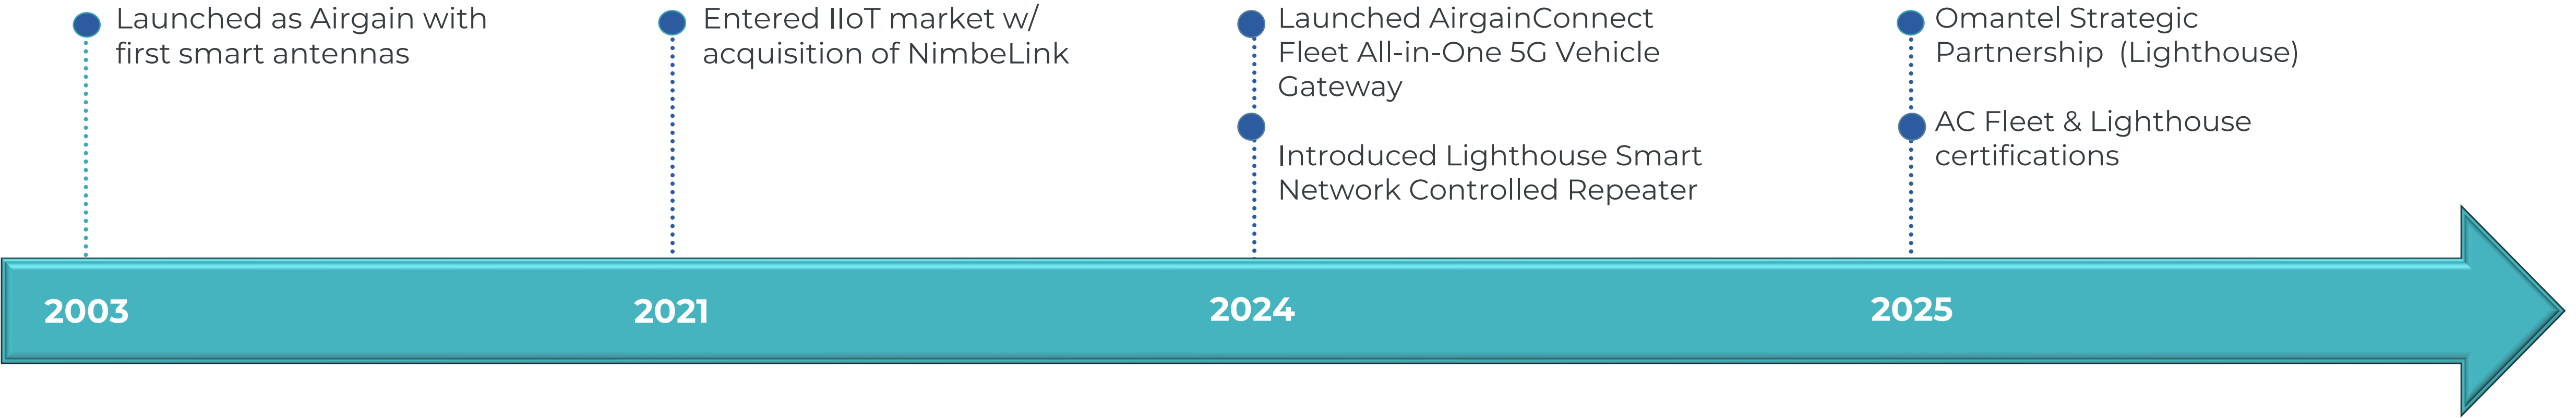 Launched as Airgain with
first smart antennas
Entered IIoT market w/
acquisition of NimbeLink
Launched AirgainConnect
Fleet All-in-One 5G Vehicle
Gateway
Introduced Lighthouse Smart
Network Controlled Repeater
Omantel Strategic
Partnership  (Lighthouse)
AC Fleet & Lighthouse
certifications
2003
2021
2024
2025